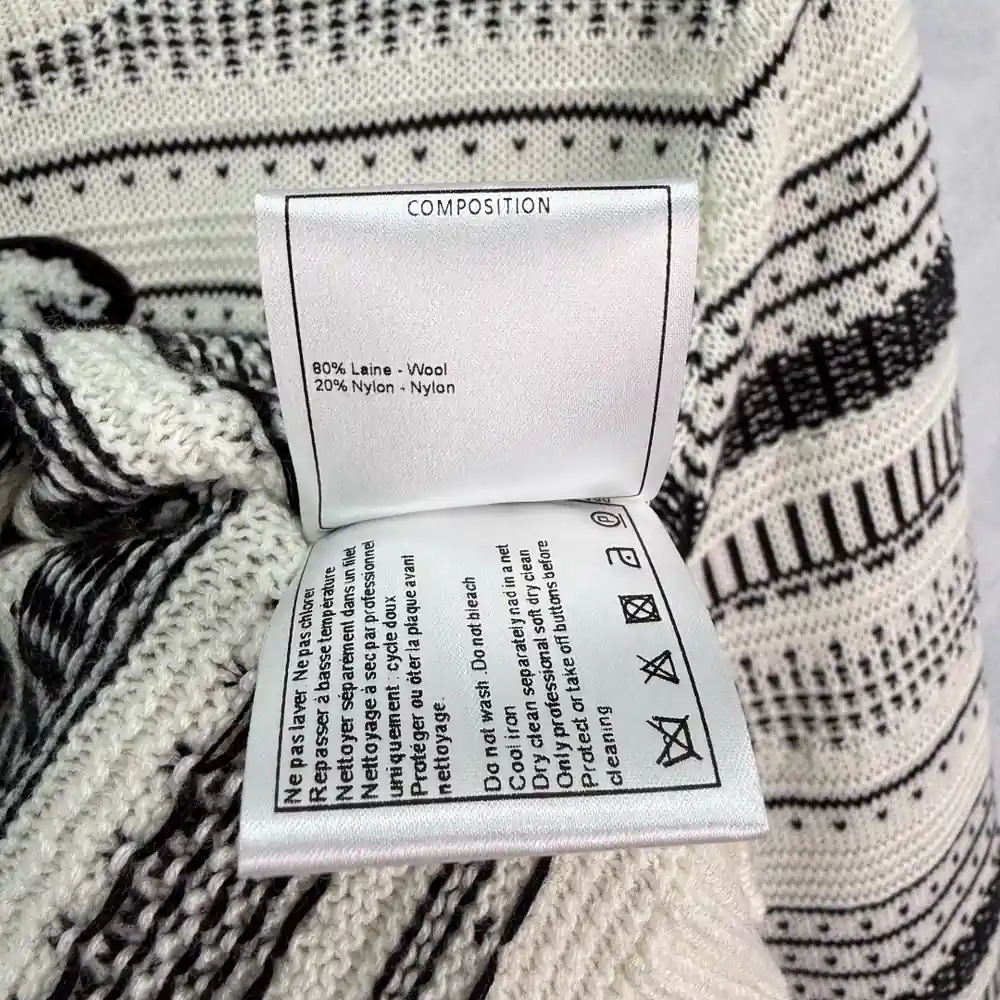 COMPOSITION
80% Laine - Wool
20% Nylon - Nylon
Ne pas laver Ne pas chlorer
Repasser à basse température
Nettoyer séparement dans un filet
Nettoyage à sec par professionnel
uniquement : cycle doux
Protéger ou ôter la plaque avant
nettoyage.
Do not wash .Do not bleach
Cool iron
Dry clean separately nad in a net
Only professional soft dry clean
Protect or take off buttons before
cleaning
P